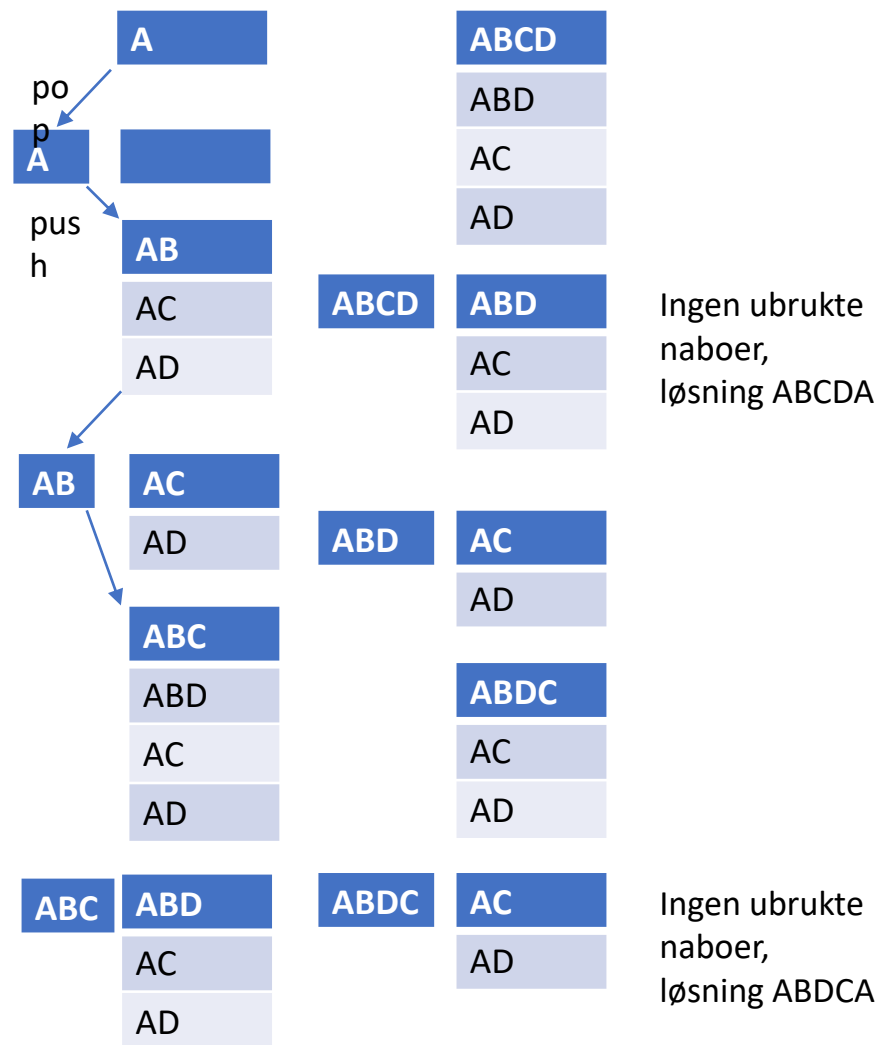 A
po
p
A
pus
h
AB
AC
AD
AB
AC
AD
ABC
ABD
AC
AD
ABC
ABD
AC
AD
ABCD
ABD
AC
AD
ABCD
ABD
AC
AD
Ingen ubrukte
naboer,
løsning ABCDA
ABD
AC
AD
ABDC
AC
AD
ABDC
AC
AD
Ingen ubrukte
naboer,
løsning ABDCA